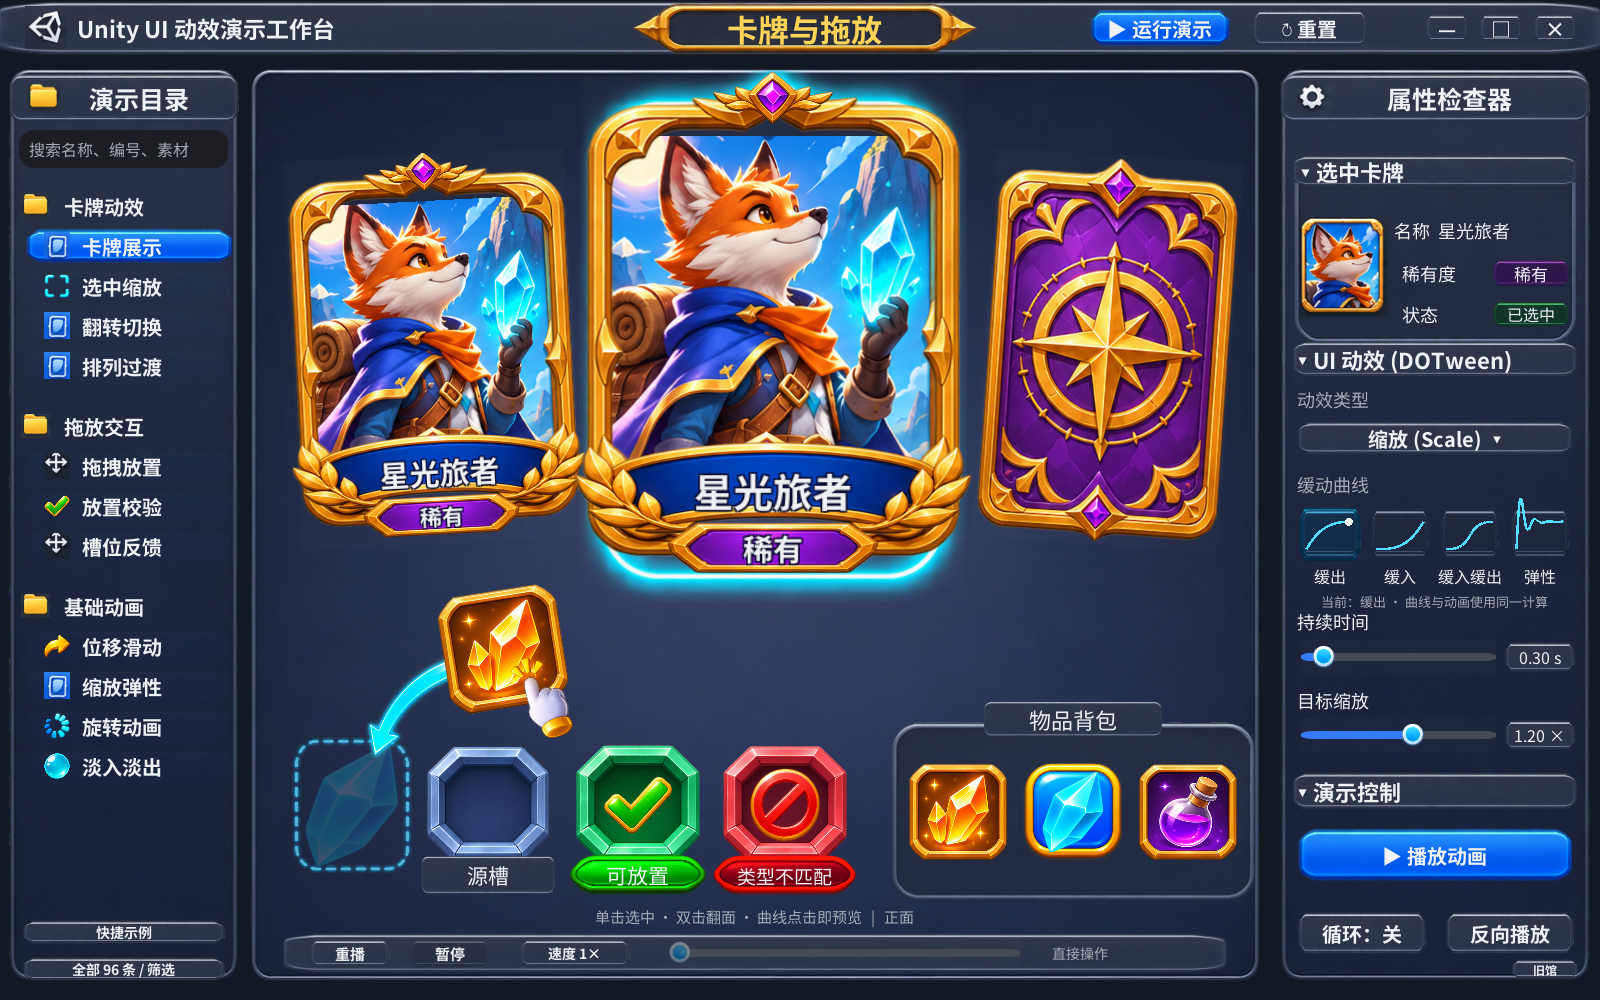 Unity UI 动效演示工作台
卡牌与拖放
▶ 运行演示
↻ 重置
演示目录
搜索名称、编号、素材
卡牌动效
卡牌展示
选中缩放
翻转切换
排列过渡
拖放交互
拖拽放置
放置校验
槽位反馈
基础动画
位移滑动
缩放弹性
旋转动画
淡入淡出
快捷示例
全部 96 条 / 筛选
星光旅者
稀有
星光旅者
稀有
源槽
可放置
类型不匹配
物品背包
单击选中 · 双击翻面 · 曲线点击即预览 | 正面
重播
暂停
速度 1×
直接操作
属性检查器
▾ 选中卡牌
名称 星光旅者
稀有度 稀有
状态 已选中
▾ UI 动效 (DOTween)
动效类型
缩放 (Scale) ▾
缓动曲线
缓出 缓入 缓入缓出 弹性
当前：缓出 · 曲线与动画使用同一计算
持续时间
0.30 s
目标缩放
1.20 ×
▾ 演示控制
▶ 播放动画
循环：关
反向播放
旧馆